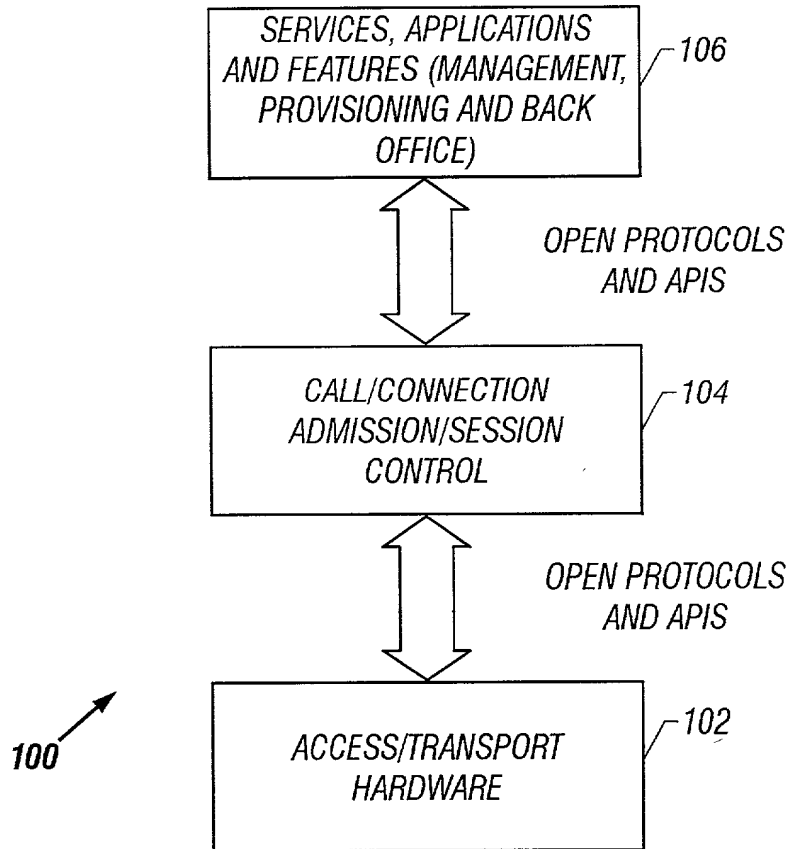 SERVICES, APPLICATIONS
AND FEATURES (MANAGEMENT,
PROVISIONING AND BACK
OFFICE)
106
OPEN PROTOCOLS
AND APIS
CALL/CONNECTION
ADMISSION/SESSION
CONTROL
104
OPEN PROTOCOLS
AND APIS
ACCESS/TRANSPORT
HARDWARE
102
100